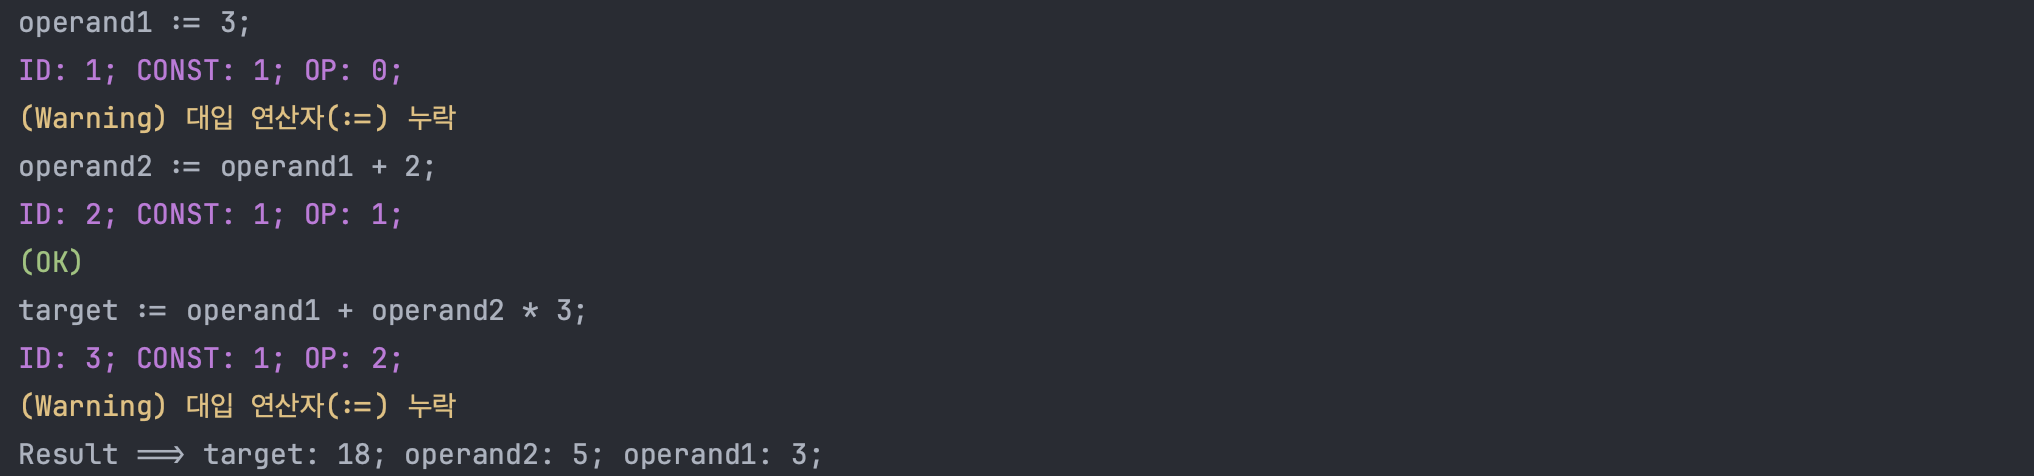 operand1 := 3;
ID: 1; CONST: 1; OP: 0;
(Warning) 대입 연산자(:=) 누락
operand2 := operand1 + 2;
ID: 2; CONST: 1; OP: 1;
(OK)
target := operand1 + operand2 * 3;
ID: 3; CONST: 1; OP: 2;
(Warning) 대입 연산자(:=) 누락
Result ==> target: 18; operand2: 5; operand1: 3;